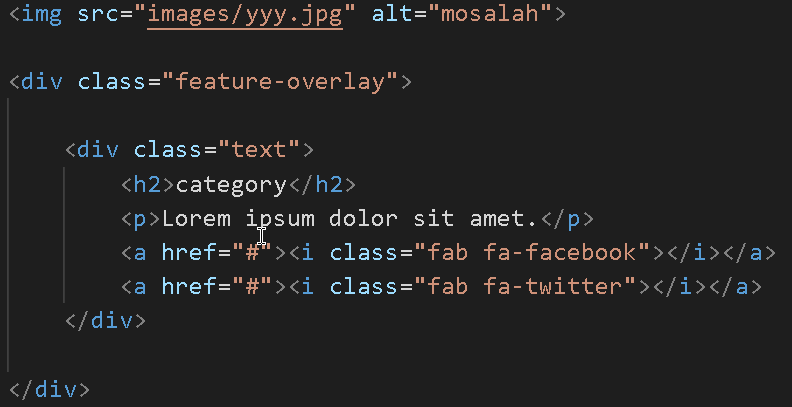 <img src="images/yyy.jpg" alt="mosalah">
<div class="feature-overlay">
<div class="text">
<h2>category</h2>
<p>Lorem ipsum dolor sit amet.</p>
<a href="#"><i class="fab fa-facebook"></i></a>
<a href="#"><i class="fab fa-twitter"></i></a>
</div>
</div>